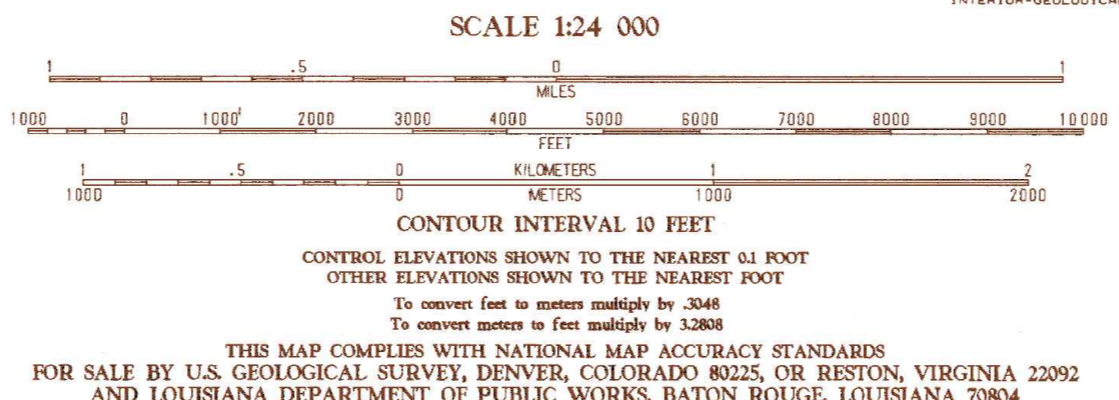 INTERIOR-GEOLOGICAL
SCALE 1:24 000
1 .5 0 1
MILES
1000 0 1000 2000 3000 4000 5000 6000 7000 8000 9000 10000
FEET
1 .5 0 KILOMETERS 1 2
1000 0 METERS 1000 2000
CONTOUR INTERVAL 10 FEET
CONTROL ELEVATIONS SHOWN TO THE NEAREST 0.1 FOOT
OTHER ELEVATIONS SHOWN TO THE NEAREST FOOT
To convert feet to meters multiply by .3048
To convert meters to feet multiply by 3.2808
THIS MAP COMPLIES WITH NATIONAL MAP ACCURACY STANDARDS
FOR SALE BY U.S. GEOLOGICAL SURVEY, DENVER, COLORADO 80225, OR RESTON, VIRGINIA 22092
AND LOUISIANA DEPARTMENT OF PUBLIC WORKS, BATON ROUGE, LOUISIANA 70804